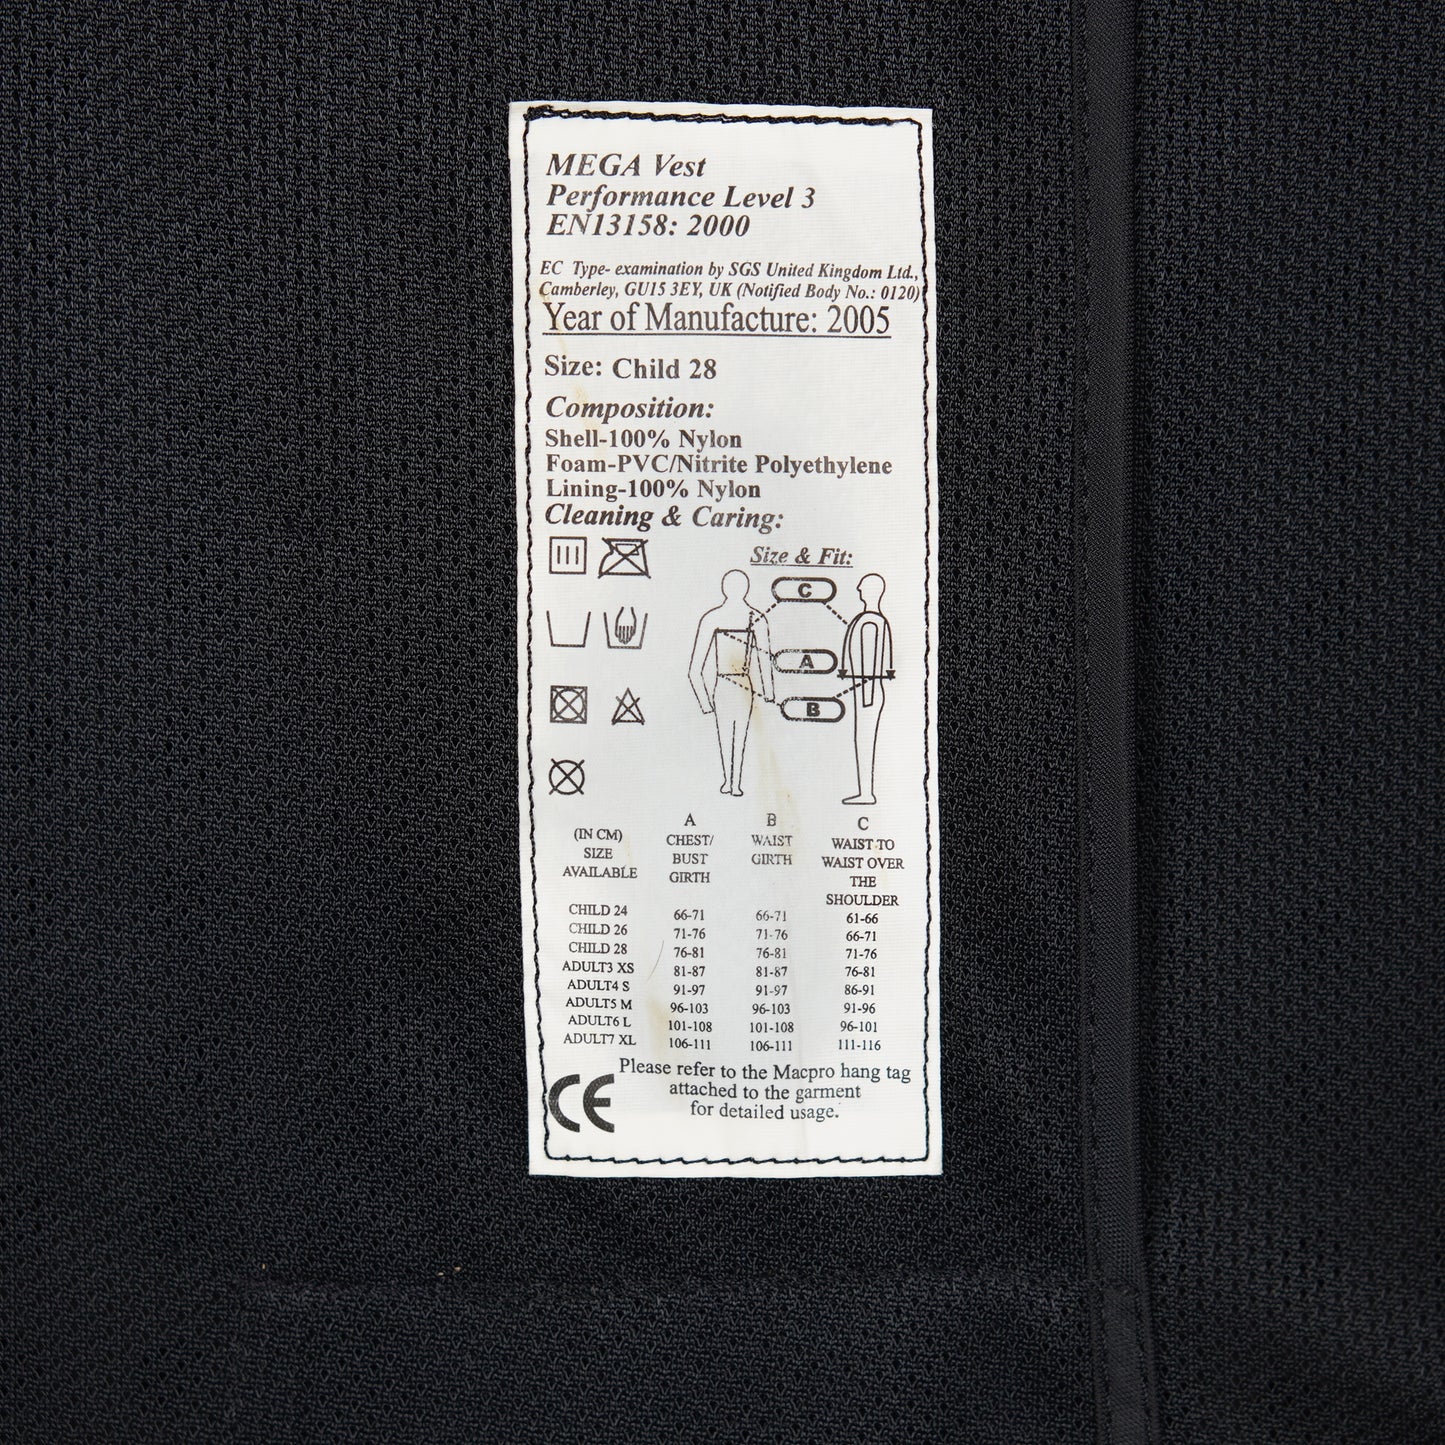 MEGA Vest
Performance Level 3
EN13158: 2000
EC Type- examination by SGS United Kingdom Ltd.,
Camberley, GU15 3EY, UK (Notified Body No.: 0120)
Year of Manufacture: 2005
Size: Child 28
Composition:
Shell-100% Nylon
Foam-PVC/Nitrite Polyethylene
Lining-100% Nylon
Cleaning & Caring:
Size & Fit:
C
A
B
(IN CM) SIZE AVAILABLE A CHEST/ BUST GIRTH B WAIST GIRTH C WAIST TO WAIST OVER THE SHOULDER
CHILD 24 66-71 66-71 61-66
CHILD 26 71-76 71-76 66-71
CHILD 28 76-81 76-81 71-76
ADULT3 XS 81-87 81-87 76-81
ADULT4 S 91-97 91-97 86-91
ADULT5 M 96-103 96-103 91-96
ADULT6 L 101-108 101-108 96-101
ADULT7 XL 106-111 106-111 111-116
Please refer to the Macpro hang tag
attached to the garment
for detailed usage.
CE